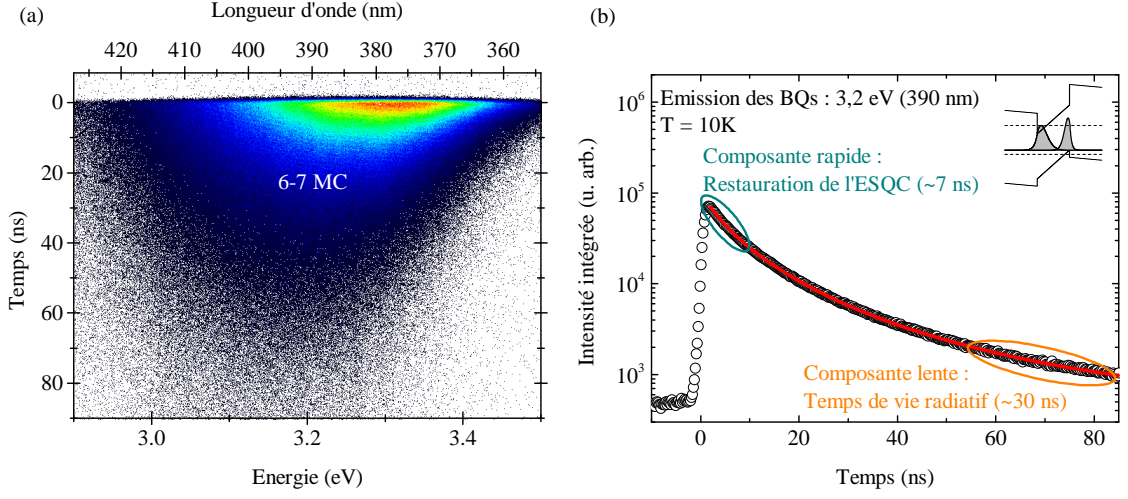 (a)
Longueur d'onde (nm)
420 410 400 390 380 370 360
0
20
40
60
80
Temps (ns)
6-7 MC
3.0 3.2 3.4
Energie (eV)
(b)
10^6
10^5
10^4
10^3
Intensité intégrée (u. arb.)
Emission des BQs : 3,2 eV (390 nm)
T = 10K
Composante rapide :
Restauration de l'ESQC (~7 ns)
Composante lente :
Temps de vie radiatif (~30 ns)
0 20 40 60 80
Temps (ns)